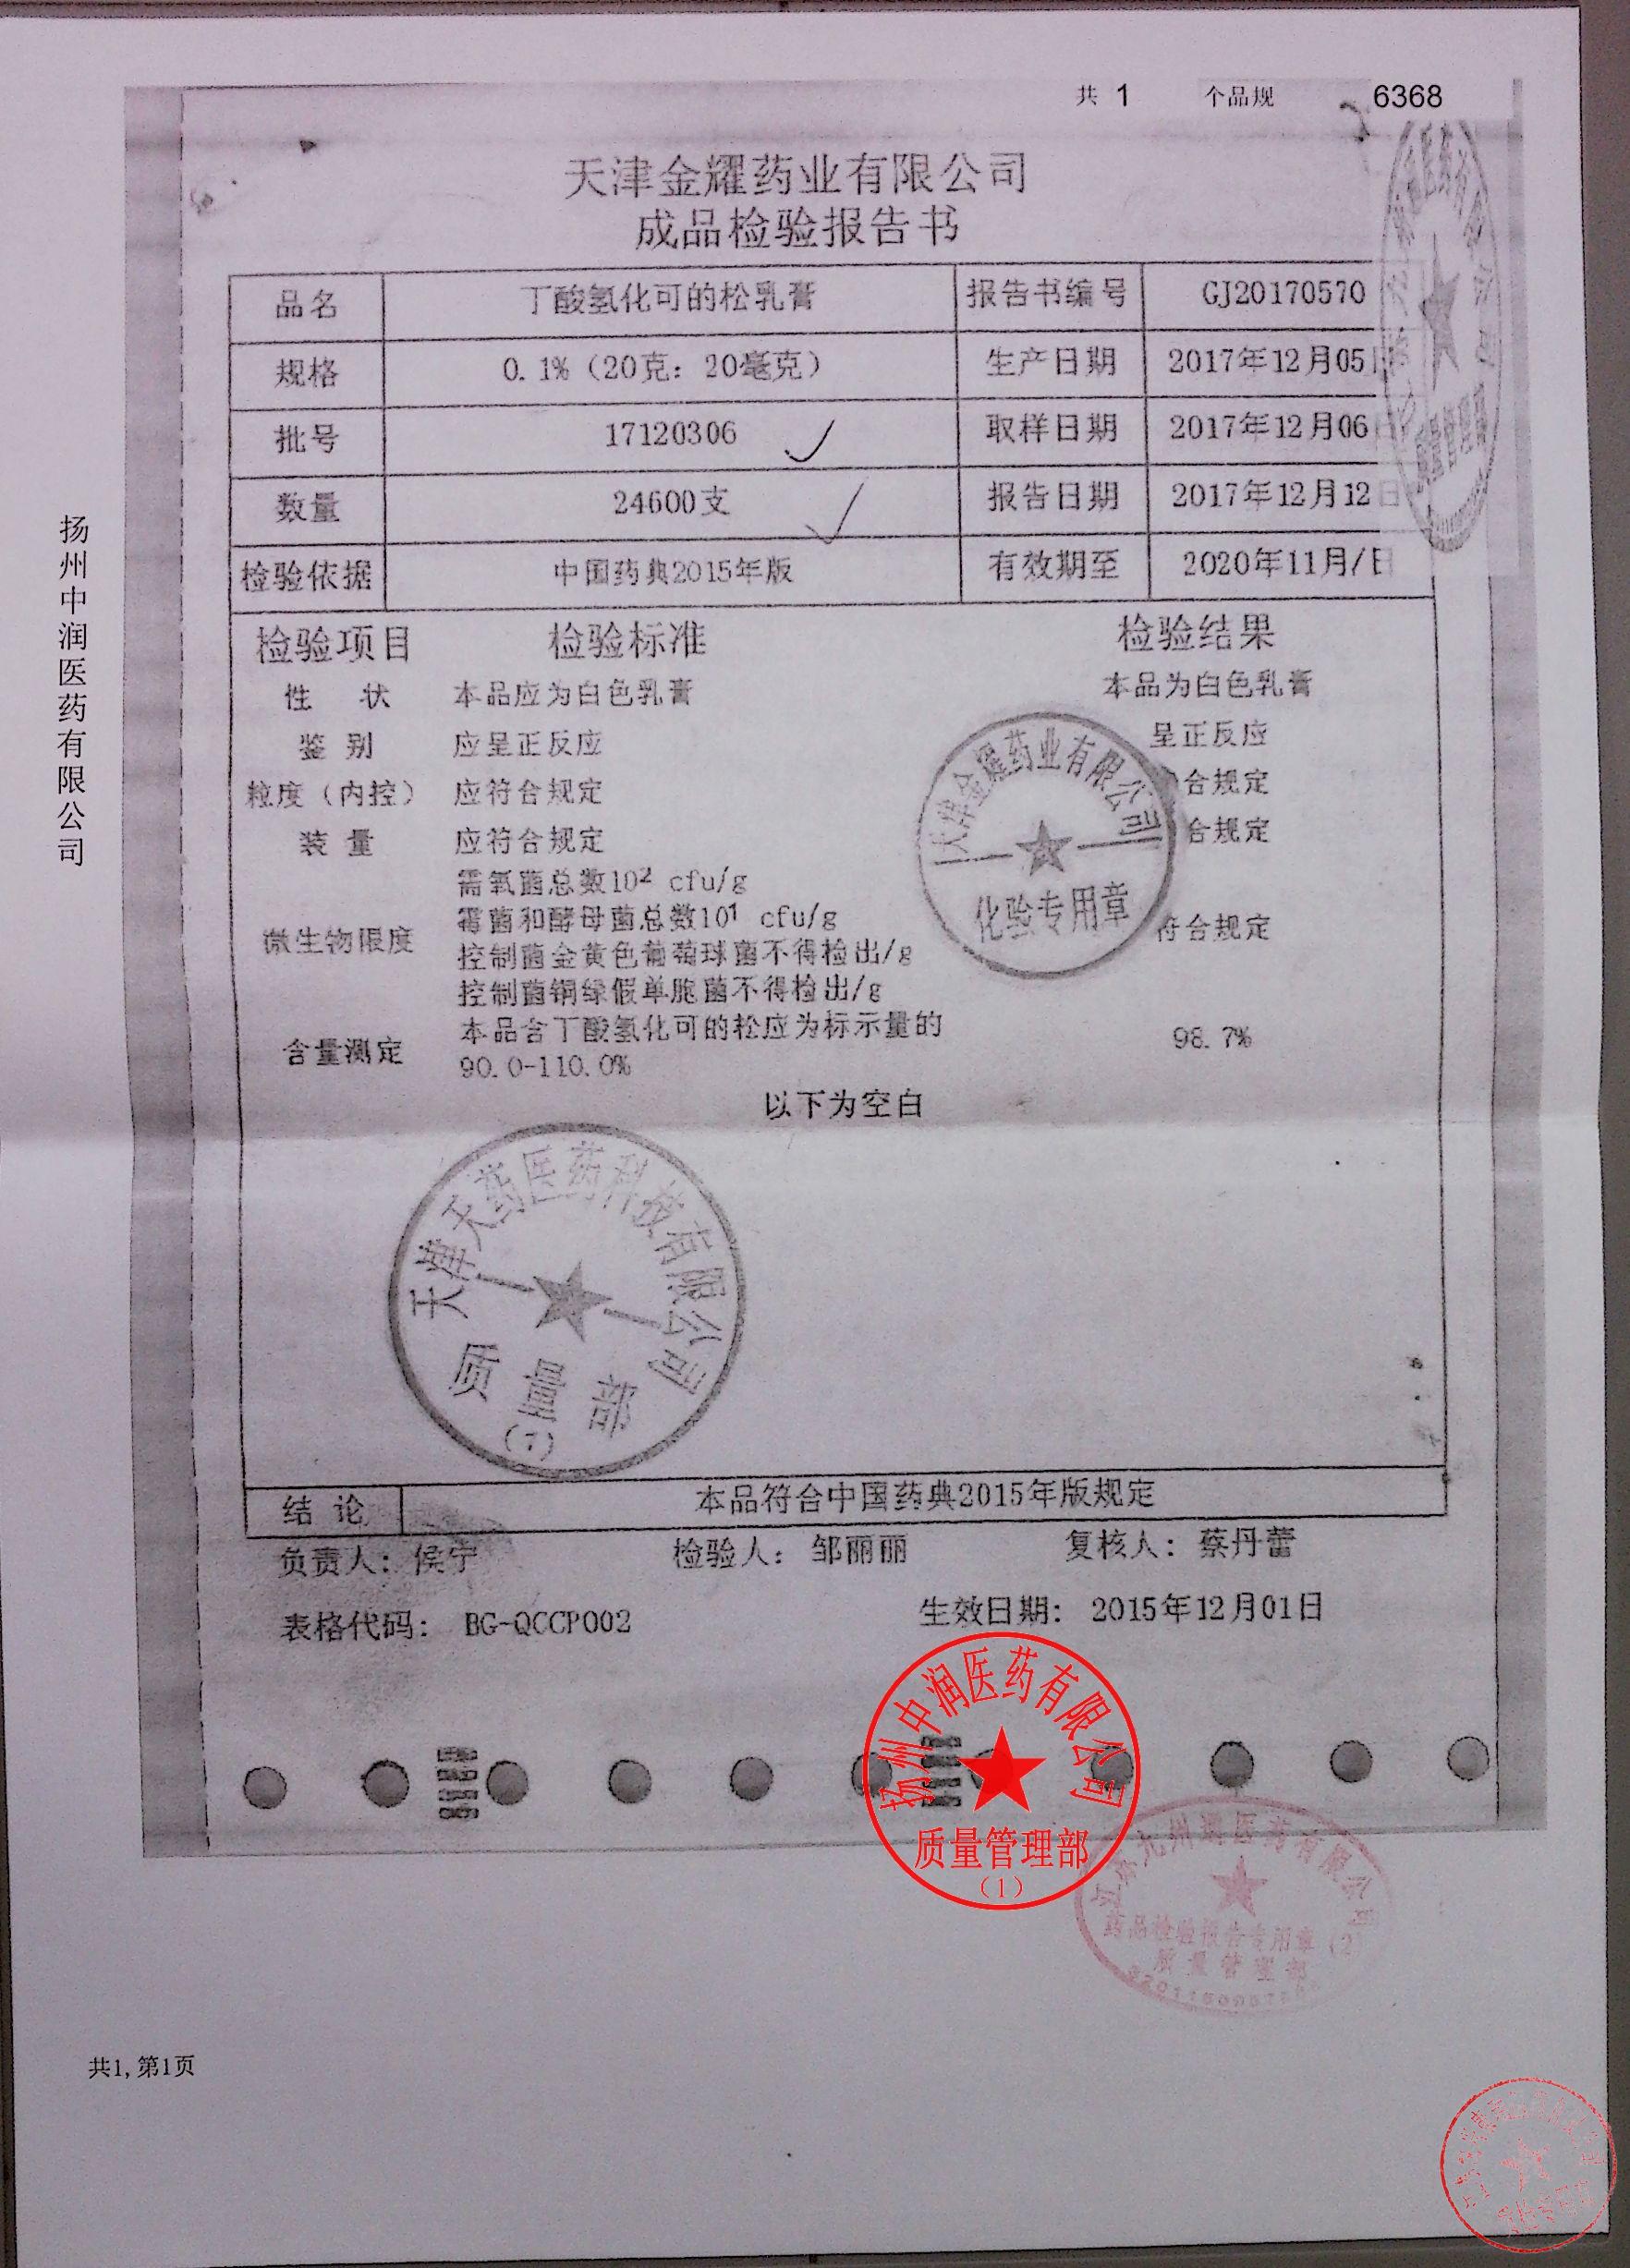 共 1 个品规 6368
天津金耀药业有限公司
成品检验报告书
品名 丁酸氢化可的松乳膏 报告书编号 GJ20170570
规格 0.1%（20克：20毫克） 生产日期 2017年12月05
批号 17120306 取样日期 2017年12月06
数量 24600支 报告日期 2017年12月12日
检验依据 中国药典2015年版 有效期至 2020年11月/日
检验项目 检验标准 检验结果
性 状 本品应为白色乳膏 本品为白色乳膏
鉴 别 应呈正反应 呈正反应
粒度（内控） 应符合规定 合规定
装 量 应符合规定 合规定
需氧菌总数10² cfu/g
霉菌和酵母菌总数10¹ cfu/g
微生物限度 符合规定
控制菌金黄色葡萄球菌不得检出/g
控制菌铜绿假单胞菌不得检出/g
本品含丁酸氢化可的松应为标示量的
含量测定 98.7%
90.0-110.0%
以下为空白
天津金耀药业有限公司
化验专用章
天津天药医药科技有限公司
质量部
(1)
结 论 本品符合中国药典2015年版规定
负责人：侯宁 检验人：邹丽丽 复核人：蔡丹蕾
表格代码： BG-QCCP002 生效日期： 2015年12月01日
扬州中润医药有限公司
质量管理部
(1)
药品检验报告专用章（2）
质量管理部
扬州中润医药有限公司
共1,第1页